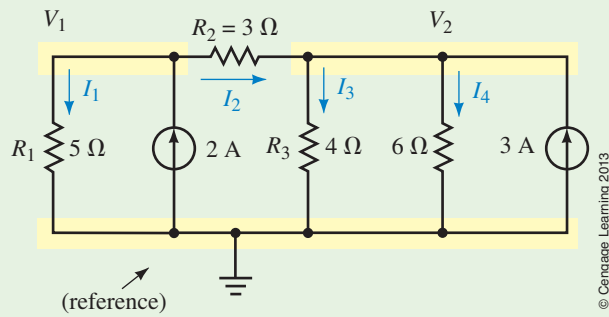 V1 R2 = 3 Ω V2
I1 I2 I3 I4
R1 5 Ω 2 A R3 4 Ω 6 Ω 3 A
(reference)
© Cengage Learning 2013